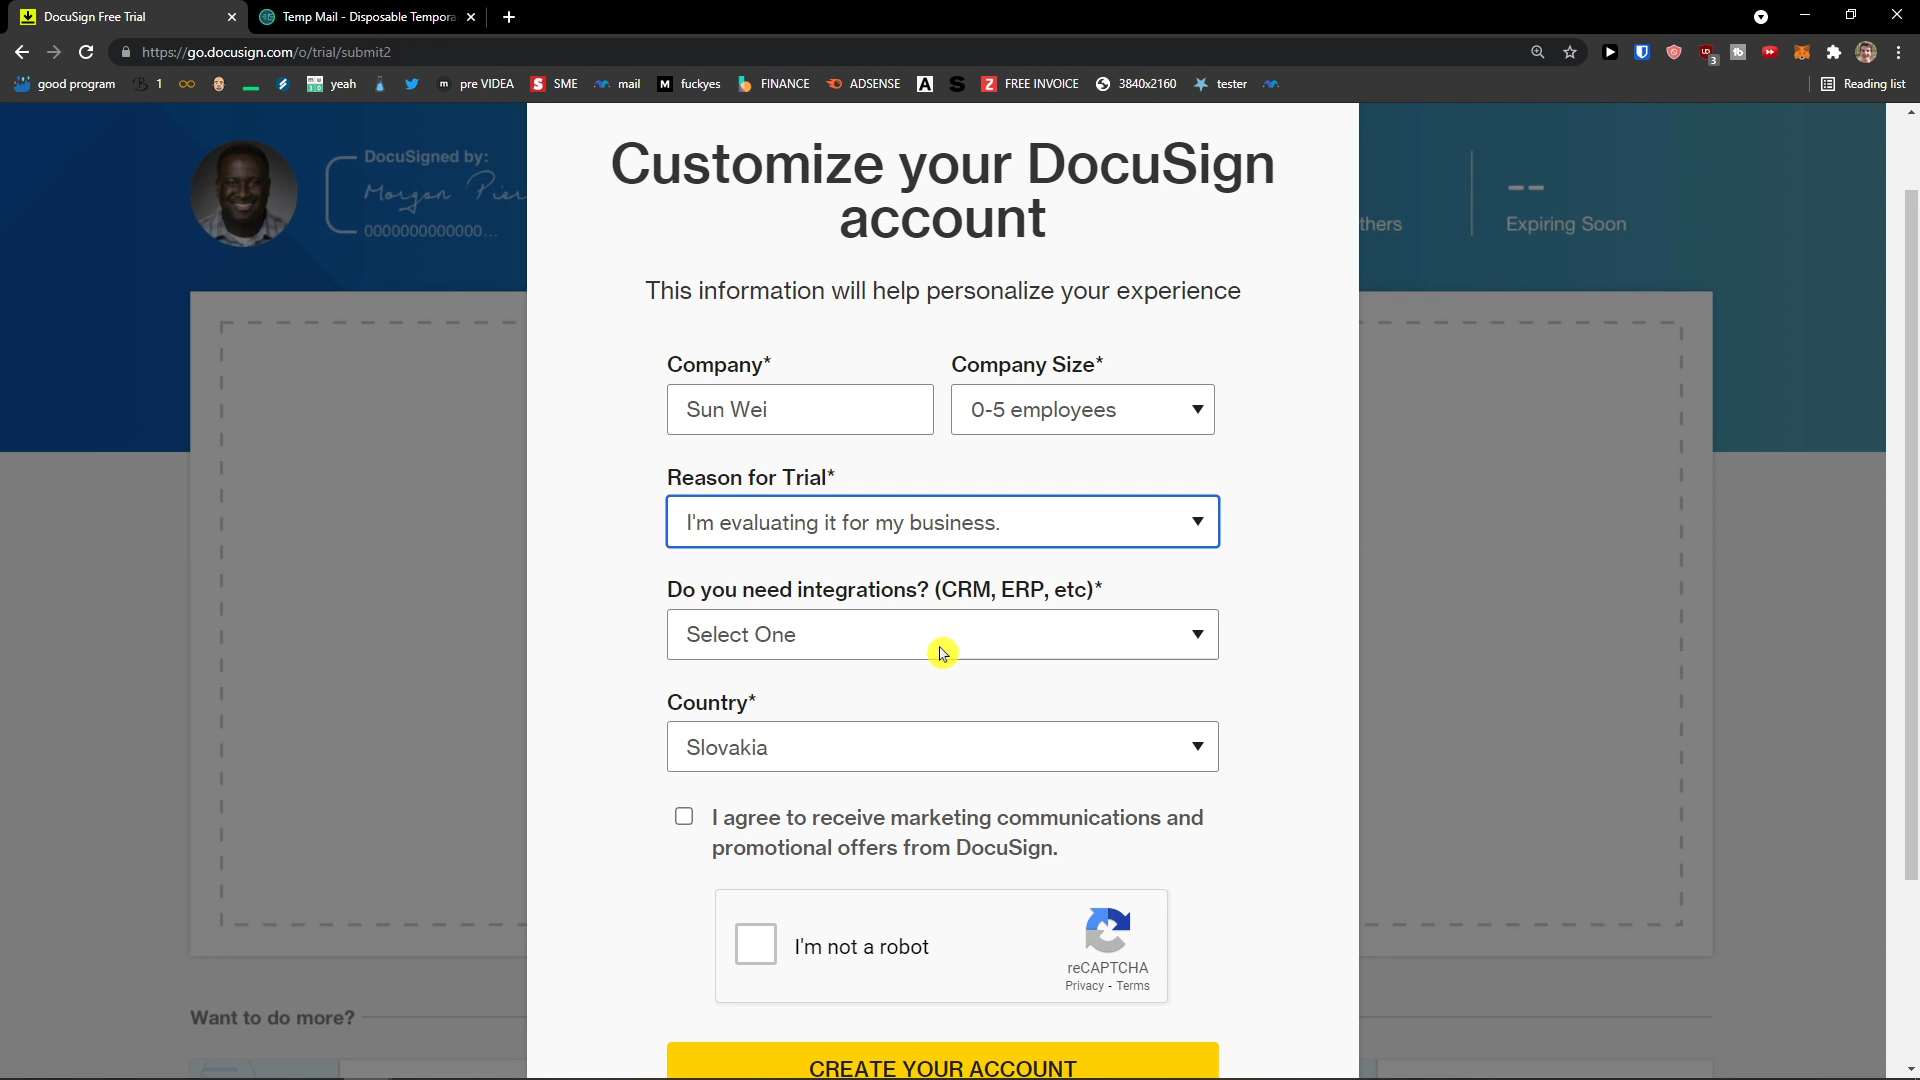 DocuSign Free Trial
Temp Mail - Disposable Tempora
https://go.docusign.com/o/trial/submit2
good program
1
yeah
pre VIDEA
SME
mail
fuckyes
FINANCE
ADSENSE
FREE INVOICE
3840x2160
tester
Reading list
DocuSigned by:
Morgan Pier
0000000000000...
thers
--
Expiring Soon
Customize your DocuSign
account
This information will help personalize your experience
Company* Company Size*
Sun Wei 0-5 employees
Reason for Trial*
I'm evaluating it for my business.
Do you need integrations? (CRM, ERP, etc)*
Select One
Country*
Slovakia
I agree to receive marketing communications and
promotional offers from DocuSign.
I'm not a robot
reCAPTCHA
Privacy - Terms
Want to do more?
CREATE YOUR ACCOUNT